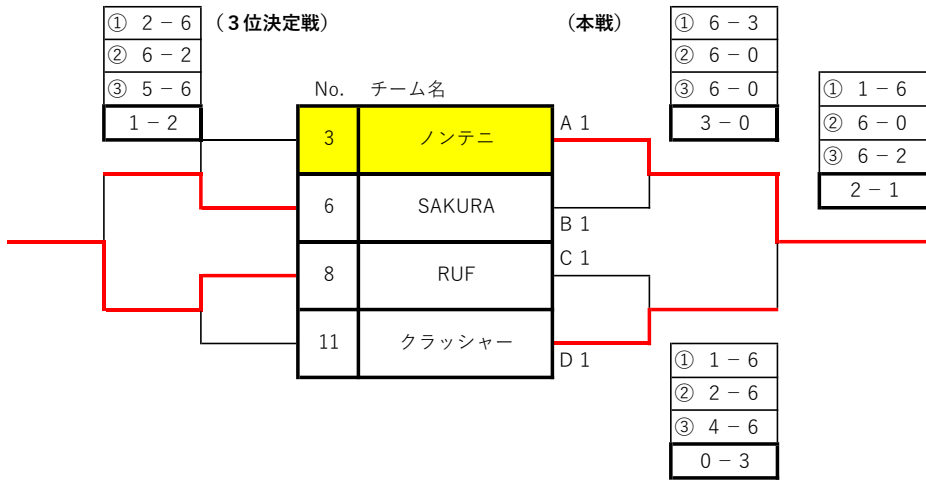 ① 2 − 6
② 6 − 2
③ 5 − 6
1 − 2
（３位決定戦）
（本戦）
① 6 − 3
② 6 − 0
③ 6 − 0
3 − 0
① 1 − 6
② 6 − 0
③ 6 − 2
2 − 1
No. チーム名
3 ノンテニ A 1
6 SAKURA B 1
8 RUF C 1
11 クラッシャー D 1
① 1 − 6
② 2 − 6
③ 4 − 6
0 − 3